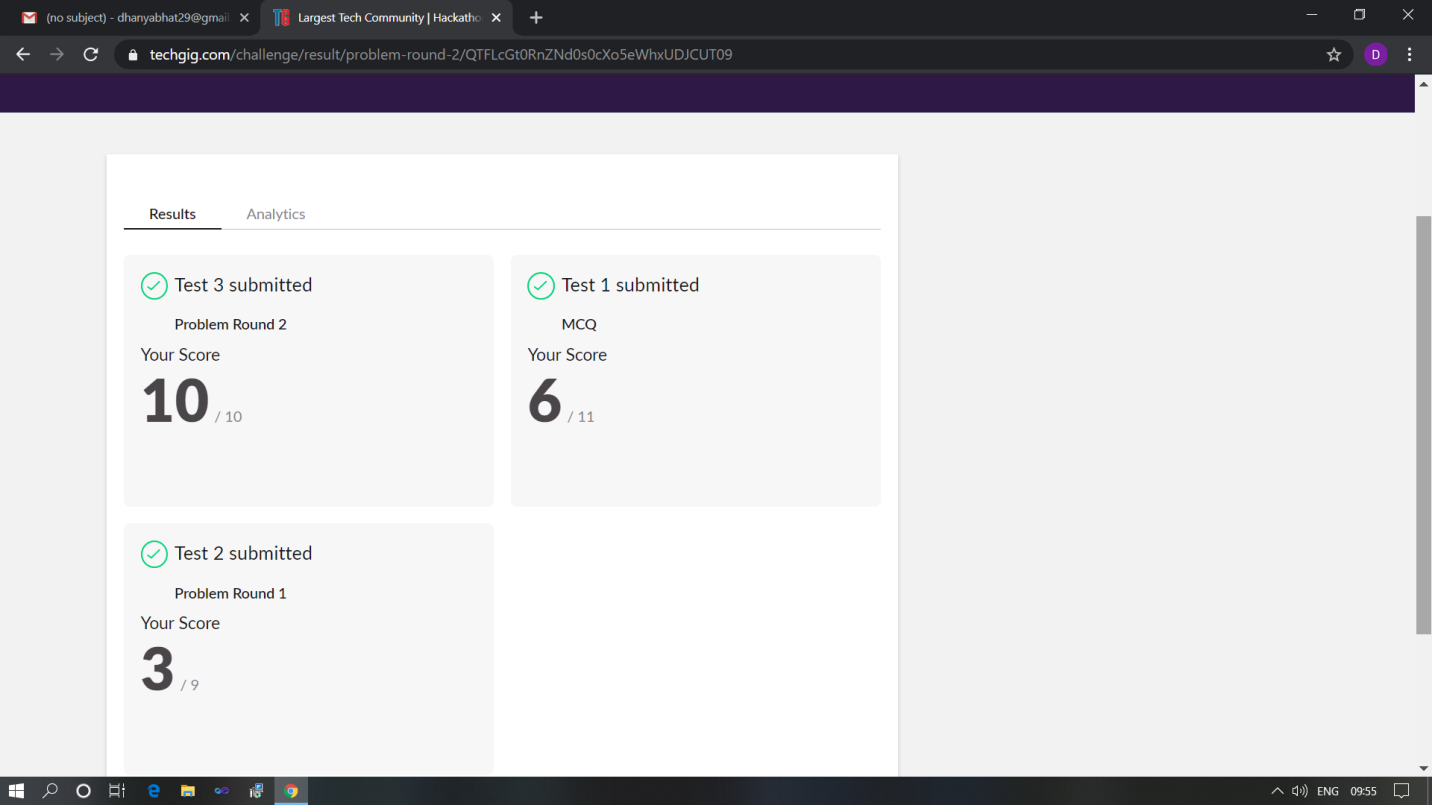 (no subject) - dhanyabhat29@gmail
Largest Tech Community | Hackatho
techgig.com/challenge/result/problem-round-2/QTFLcGt0RnZNd0s0cXo5eWhxUDJCUT09
D
Results
Analytics
Test 3 submitted
Problem Round 2
Your Score
10 / 10
Test 1 submitted
MCQ
Your Score
6 / 11
Test 2 submitted
Problem Round 1
Your Score
3 / 9
ENG
09:55